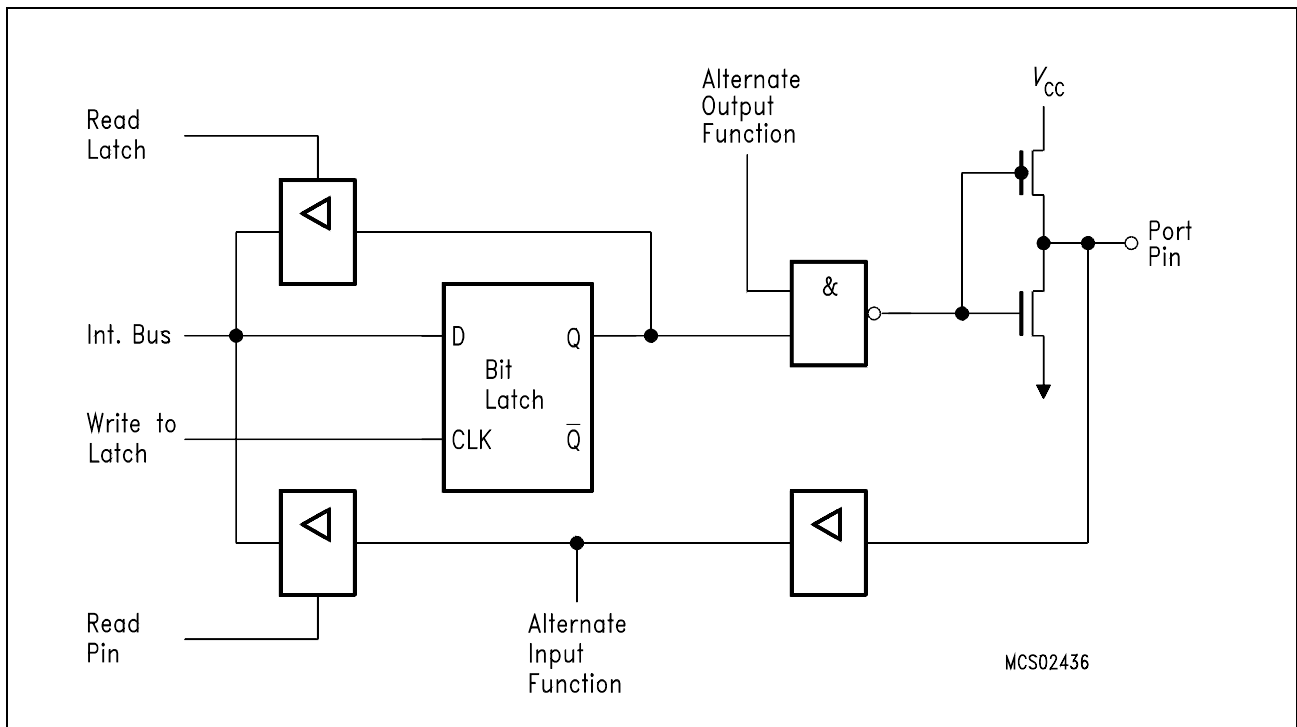 Alternate
Output
Function
VCC
Read
Latch
Port
Pin
&
Int. Bus
D
Q
Bit
Latch
Write to
Latch
CLK
Q̅
Read
Pin
Alternate
Input
Function
MCS02436